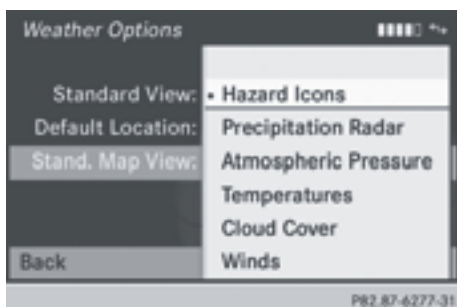 Weather Options
Standard View: • Hazard Icons
Default Location: Precipitation Radar
Stand. Map View: Atmospheric Pressure
Temperatures
Cloud Cover
Back Winds
P82.87-6277-31